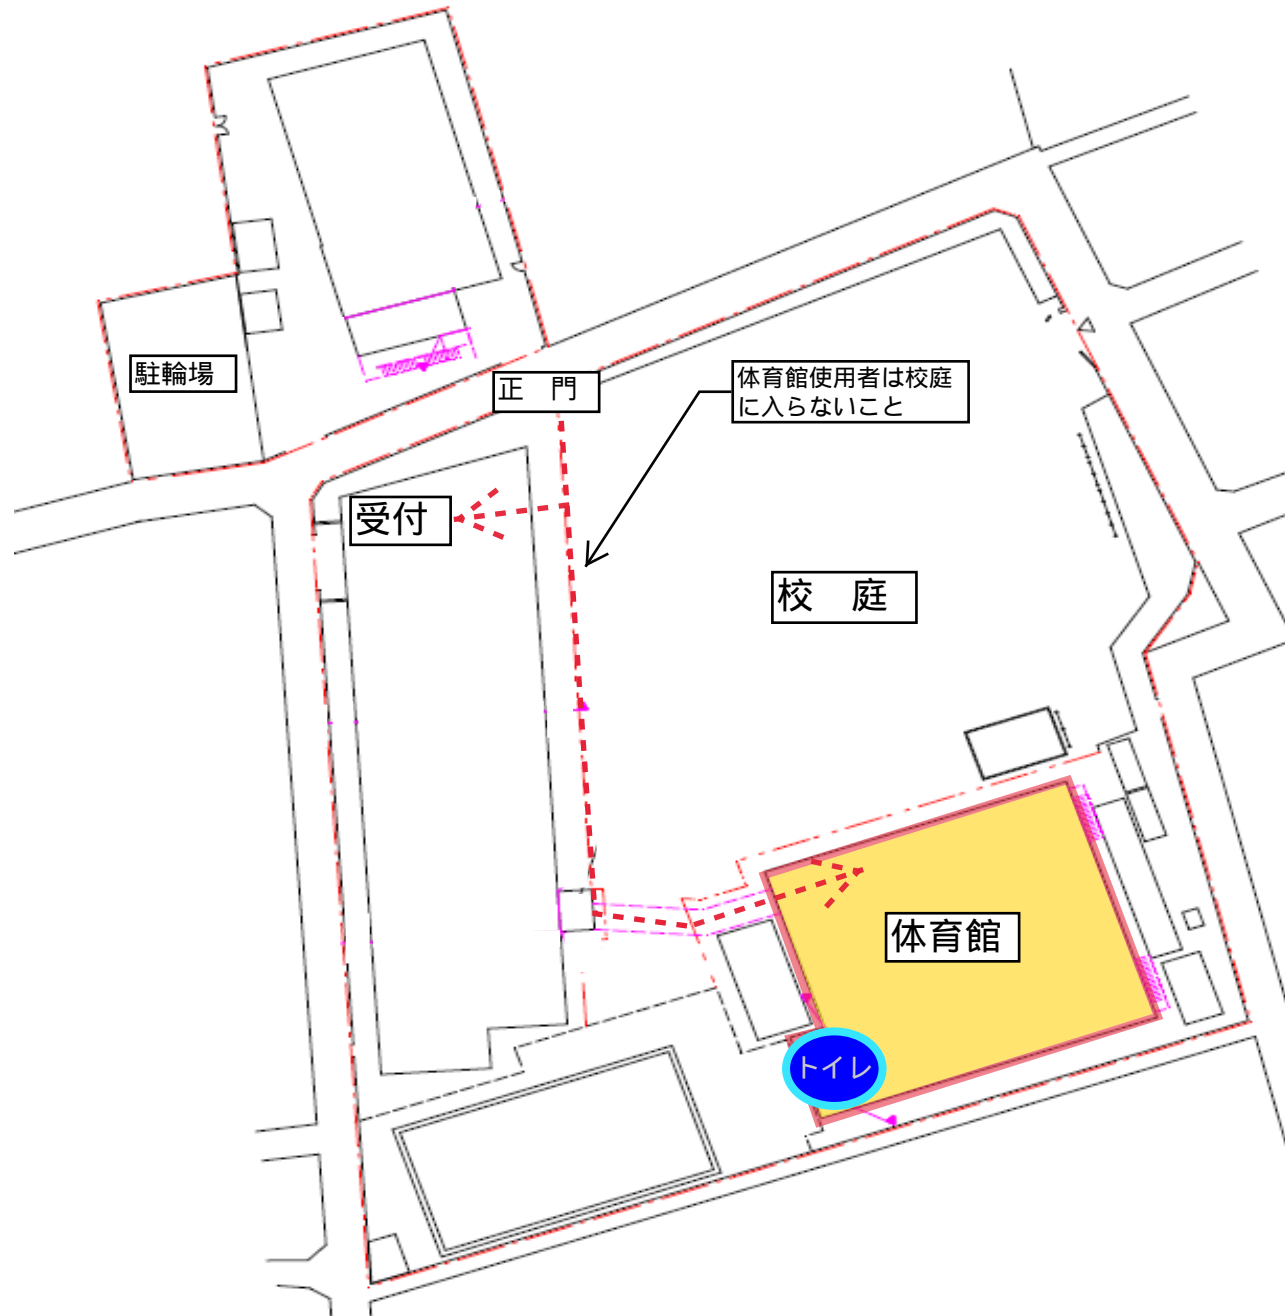 駐輪場
正　門
体育館使用者は校庭
に入らないこと
受付
校　庭
体育館
トイレ